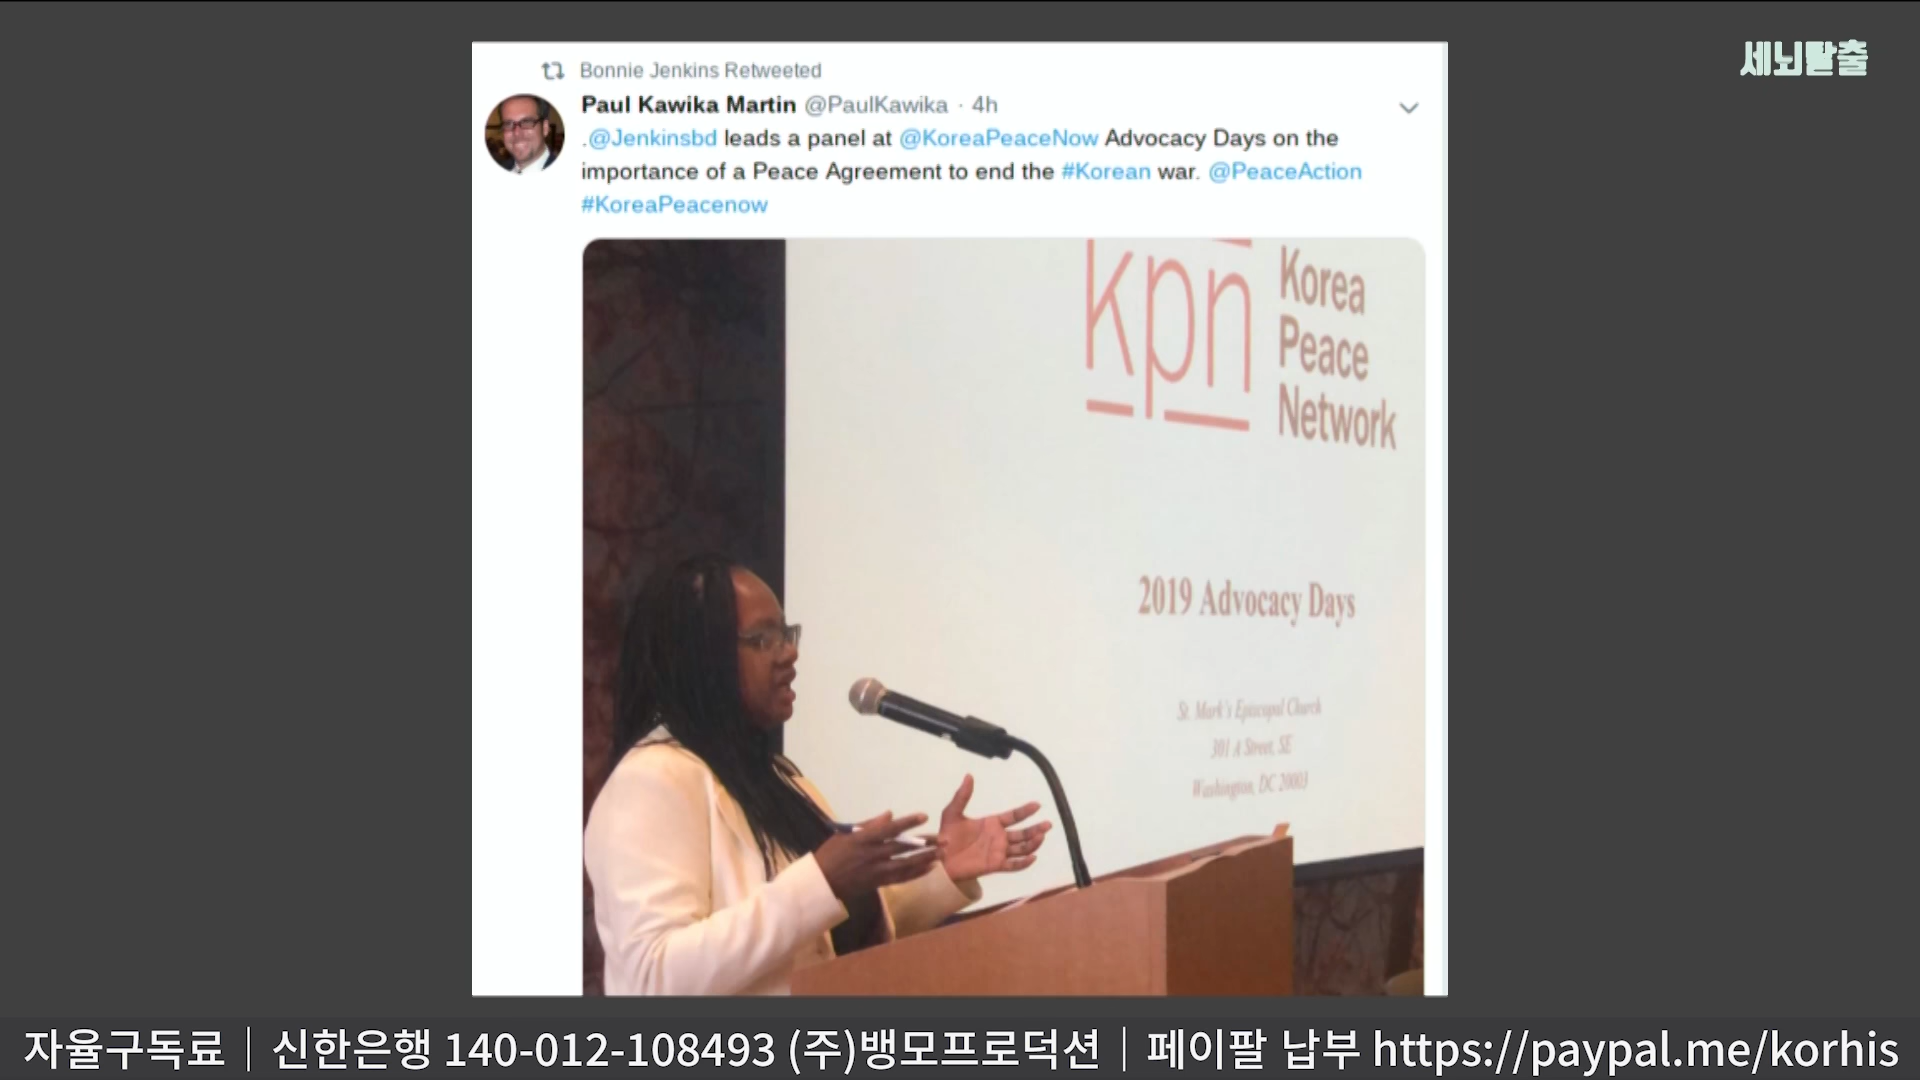 세뇌탈출
Bonnie Jenkins Retweeted
Paul Kawika Martin @PaulKawika · 4h
.@Jenkinsbd leads a panel at @KoreaPeaceNow Advocacy Days on the
importance of a Peace Agreement to end the #Korean war. @PeaceAction
#KoreaPeacenow
kpn
Korea
Peace
Network
2019 Advocacy Days
St. Mark's Episcopal Church
301 A Street, SE
Washington, DC 20003
자율구독료 | 신한은행 140-012-108493 (주)뱅모프로덕션 | 페이팔 납부 https://paypal.me/korhis